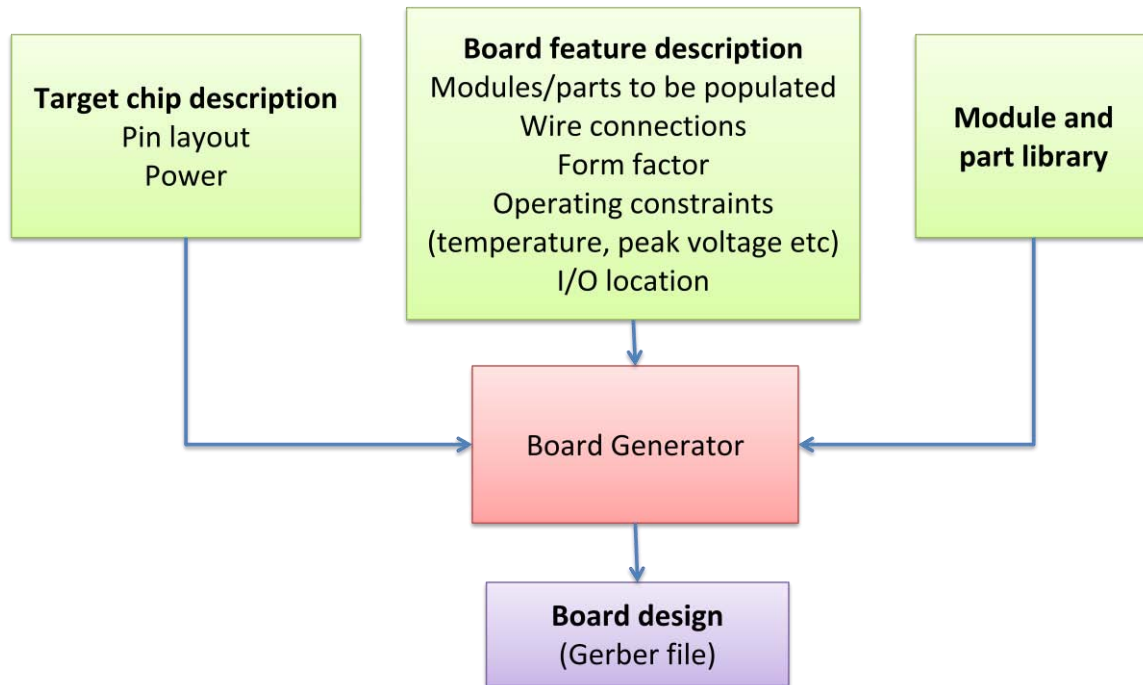 Target chip description
Pin layout
Power
Board feature description
Modules/parts to be populated
Wire connections
Form factor
Operating constraints
(temperature, peak voltage etc)
I/O location
Module and
part library
Board Generator
Board design
(Gerber file)